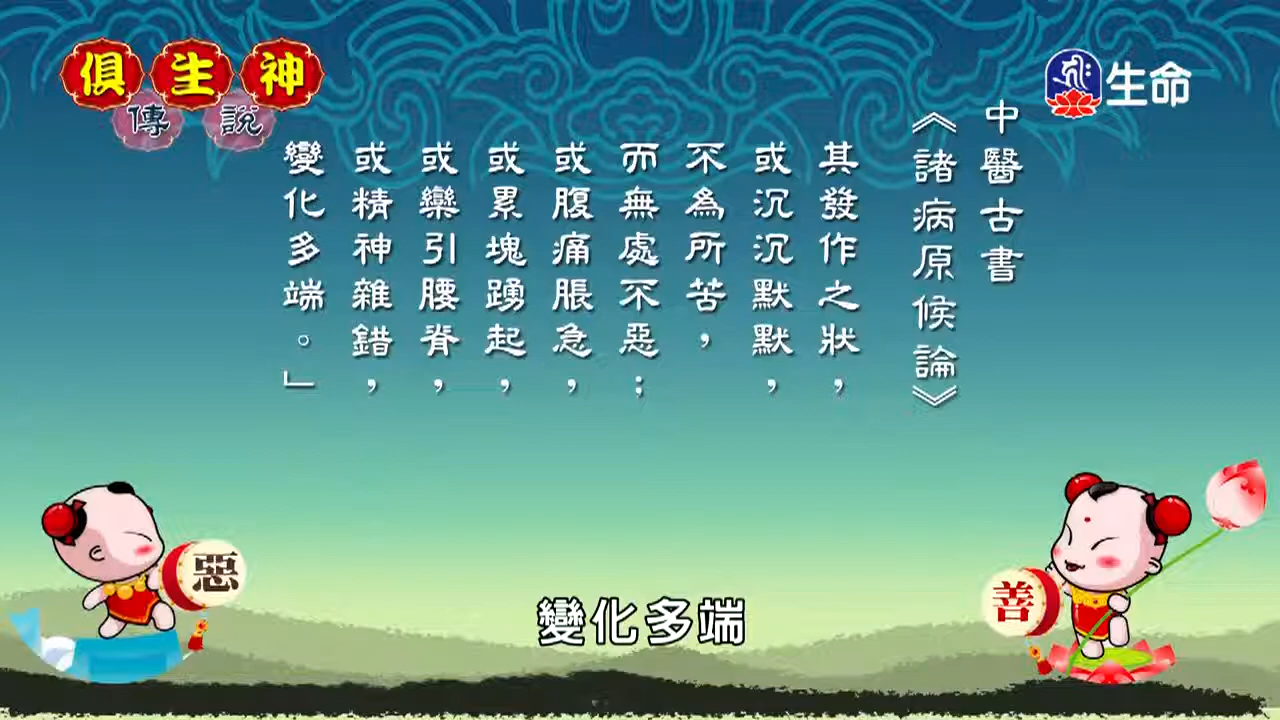 俱生神
傳說
生命
中醫古書
《諸病原候論》
其發作之狀，
或沉沉默默，
不為所苦，
而無處不惡；
或腹痛脹急，
或累塊踴起，
或欒引腰脊，
或精神雜錯，
變化多端。」
惡
善
變化多端